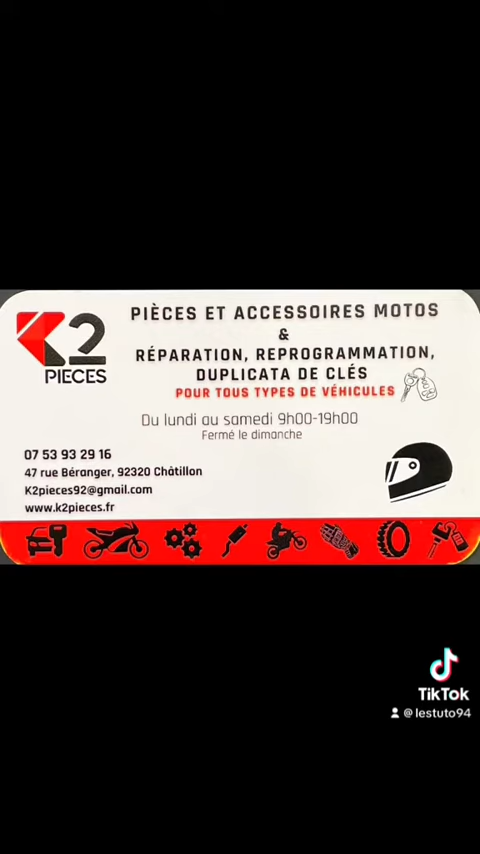 K2
PIECES
PIÈCES ET ACCESSOIRES MOTOS
&
RÉPARATION, REPROGRAMMATION,
DUPLICATA DE CLÉS
POUR TOUS TYPES DE VÉHICULES
Du lundi au samedi 9h00-19h00
Fermé le dimanche
07 53 93 29 16
47 rue Béranger, 92320 Châtillon
K2pieces92@gmail.com
www.k2pieces.fr
TikTok
@lestuto94